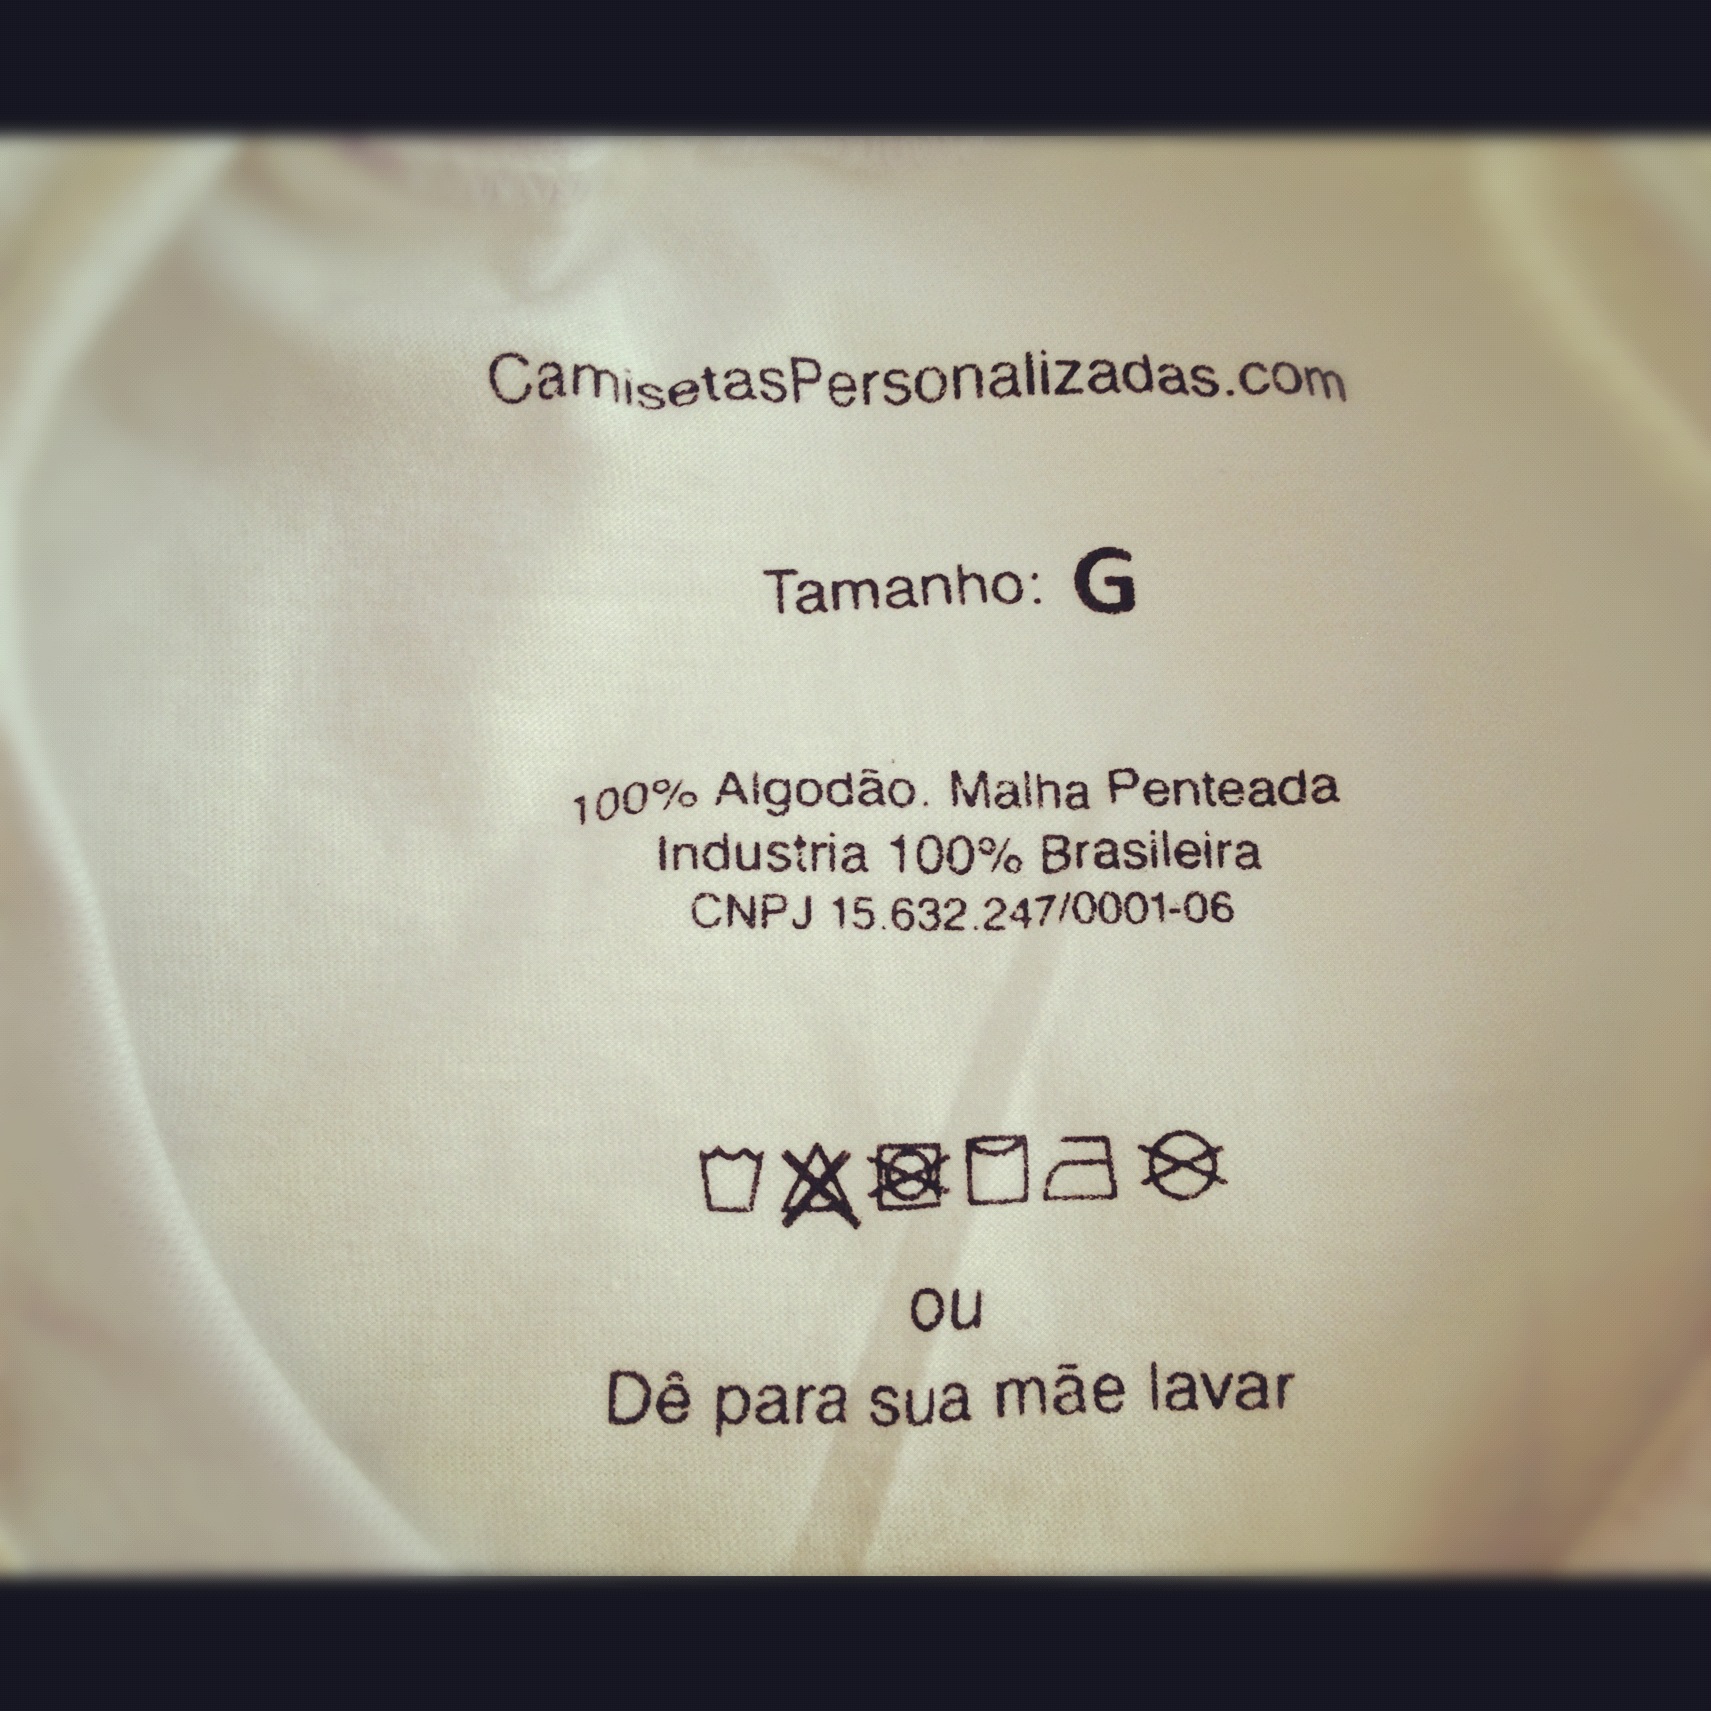 CamisetasPersonalizadas.com
Tamanho: G
100% Algodão. Malha Penteada
Industria 100% Brasileira
CNPJ 15.632.247/0001-06
ou
Dê para sua mãe lavar